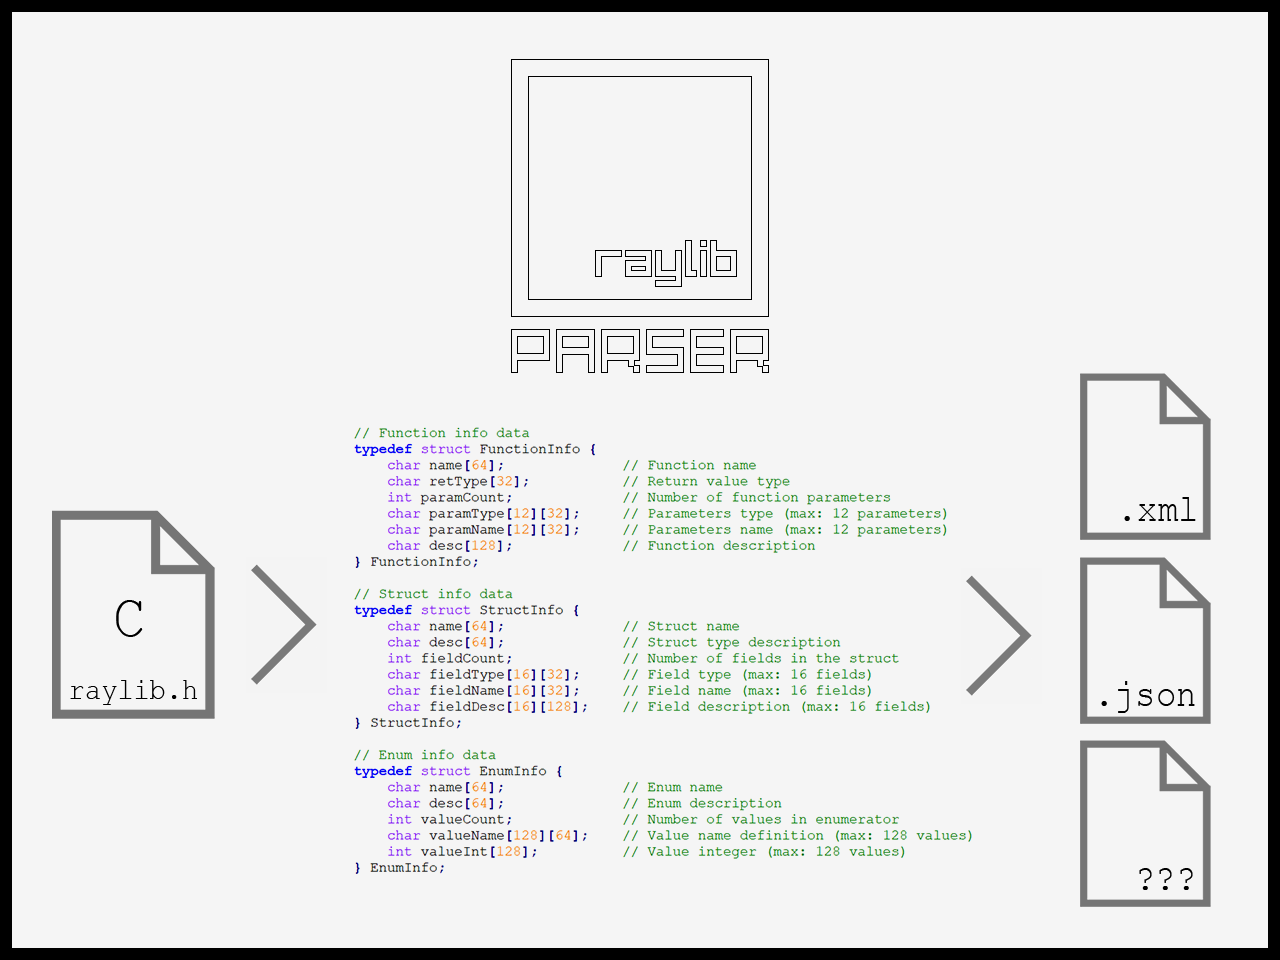 raylib
PARSER
// Function info data
typedef struct FunctionInfo {
    char name[64];              // Function name
    char retType[32];           // Return value type
    int paramCount;             // Number of function parameters
    char paramType[12][32];     // Parameters type (max: 12 parameters)
    char paramName[12][32];     // Parameters name (max: 12 parameters)
    char desc[128];             // Function description
} FunctionInfo;
// Struct info data
typedef struct StructInfo {
    char name[64];              // Struct name
    char desc[64];              // Struct type description
    int fieldCount;             // Number of fields in the struct
    char fieldType[16][32];     // Field type (max: 16 fields)
    char fieldName[16][32];     // Field name (max: 16 fields)
    char fieldDesc[16][128];    // Field description (max: 16 fields)
} StructInfo;
// Enum info data
typedef struct EnumInfo {
    char name[64];              // Enum name
    char desc[64];              // Enum description
    int valueCount;             // Number of values in enumerator
    char valueName[128][64];    // Value name definition (max: 128 values)
    int valueInt[128];          // Value integer (max: 128 values)
} EnumInfo;
C
raylib.h
.xml
.json
???